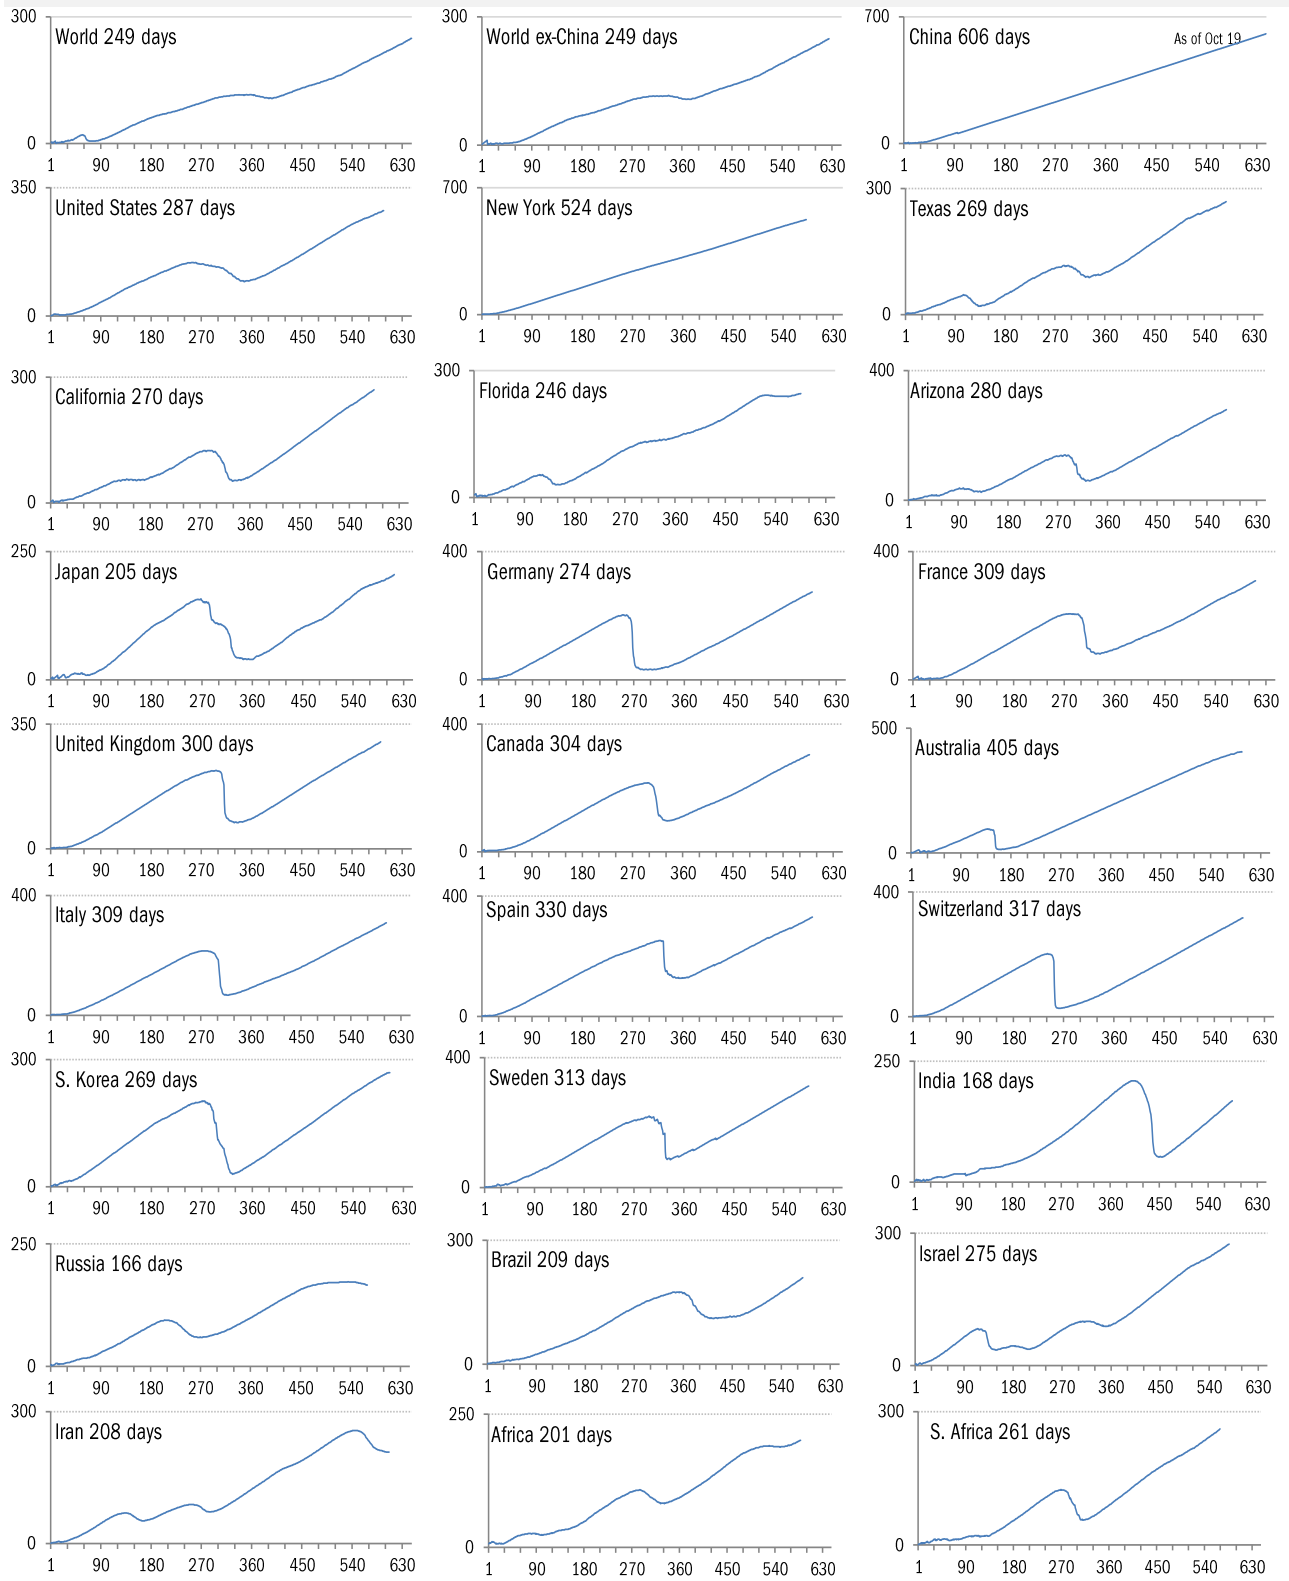 300
World 249 days
0
1 90 180 270 360 450 540 630
300
World ex-China 249 days
0
1 90 180 270 360 450 540 630
700
China 606 days
As of Oct 19
0
1 90 180 270 360 450 540 630
350
United States 287 days
0
1 90 180 270 360 450 540 630
700
New York 524 days
0
1 90 180 270 360 450 540 630
300
Texas 269 days
0
1 90 180 270 360 450 540 630
300
California 270 days
0
1 90 180 270 360 450 540 630
300
Florida 246 days
0
1 90 180 270 360 450 540 630
400
Arizona 280 days
0
1 90 180 270 360 450 540 630
250
Japan 205 days
0
1 90 180 270 360 450 540 630
400
Germany 274 days
0
1 90 180 270 360 450 540 630
400
France 309 days
0
1 90 180 270 360 450 540 630
350
United Kingdom 300 days
0
1 90 180 270 360 450 540 630
400
Canada 304 days
0
1 90 180 270 360 450 540 630
500
Australia 405 days
0
1 90 180 270 360 450 540 630
400
Italy 309 days
0
1 90 180 270 360 450 540 630
400
Spain 330 days
0
1 90 180 270 360 450 540 630
400
Switzerland 317 days
0
1 90 180 270 360 450 540 630
300
S. Korea 269 days
0
1 90 180 270 360 450 540 630
400
Sweden 313 days
0
1 90 180 270 360 450 540 630
250
India 168 days
0
1 90 180 270 360 450 540 630
250
Russia 166 days
0
1 90 180 270 360 450 540 630
300
Brazil 209 days
0
1 90 180 270 360 450 540 630
300
Israel 275 days
0
1 90 180 270 360 450 540 630
300
Iran 208 days
0
1 90 180 270 360 450 540 630
250
Africa 201 days
0
1 90 180 270 360 450 540 630
300
S. Africa 261 days
0
1 90 180 270 360 450 540 630